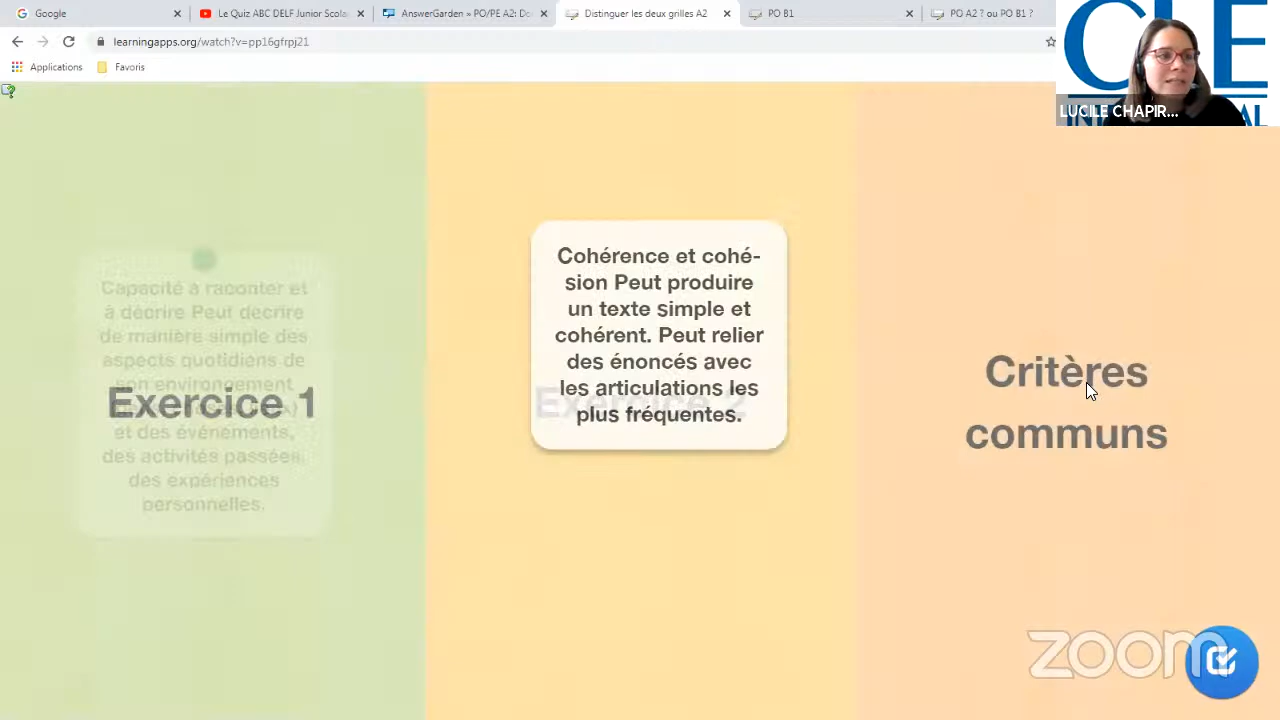 Google
Le Quiz ABC DELF Junior Scola
AnswerGarden » PO/PE A2: De
Distinguer les deux grilles A2
PO B1
PO A2 ? ou PO B1 ?
learningapps.org/watch?v=pp16gfrpj21
Applications
Favoris
LUCILE CHAPIR...
Capacité à raconter et
à décrire Peut décrire
de manière simple des
aspects quotidiens de
son environnement
et des événements,
des activités passées,
des expériences
personnelles.
Exercice 1
Cohérence et cohé-
sion Peut produire
un texte simple et
cohérent. Peut relier
des énoncés avec
les articulations les
plus fréquentes.
Exercice 2
Critères
communs
zoom